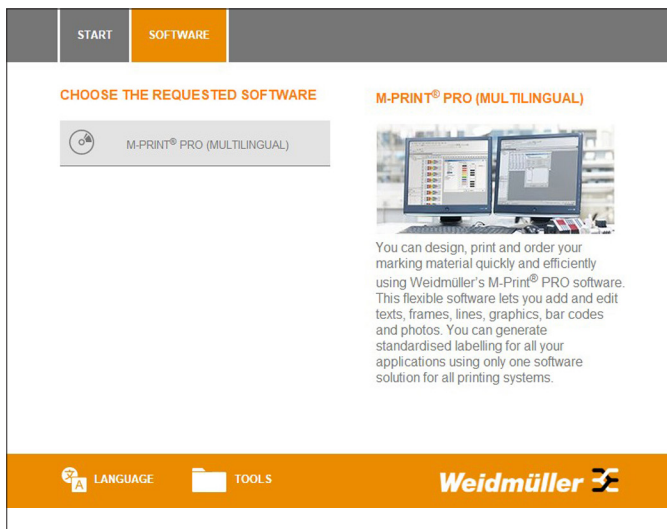 START
SOFTWARE
CHOOSE THE REQUESTED SOFTWARE
M-PRINT® PRO (MULTILINGUAL)
M-PRINT® PRO (MULTILINGUAL)
You can design, print and order your
marking material quickly and efficiently
using Weidmüller's M-Print® PRO software.
This flexible software lets you add and edit
texts, frames, lines, graphics, bar codes
and photos. You can generate
standardised labelling for all your
applications using only one software
solution for all printing systems.
LANGUAGE
TOOLS
Weidmüller